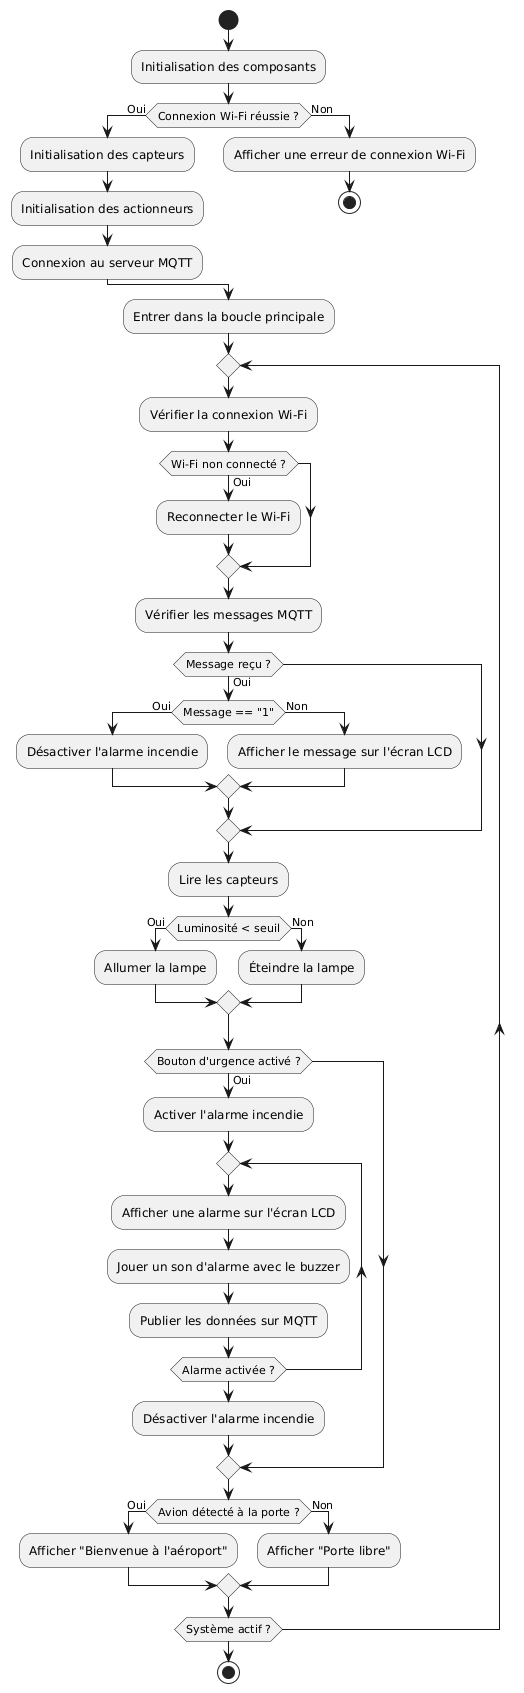 Initialisation des composants
Oui
Connexion Wi-Fi réussie ?
Non
Initialisation des capteurs
Afficher une erreur de connexion Wi-Fi
Initialisation des actionneurs
Connexion au serveur MQTT
Entrer dans la boucle principale
Vérifier la connexion Wi-Fi
Wi-Fi non connecté ?
Oui
Reconnecter le Wi-Fi
Vérifier les messages MQTT
Message reçu ?
Oui
Oui
Message == "1"
Non
Désactiver l'alarme incendie
Afficher le message sur l'écran LCD
Lire les capteurs
Oui
Luminosité < seuil
Non
Allumer la lampe
Éteindre la lampe
Bouton d'urgence activé ?
Oui
Activer l'alarme incendie
Afficher une alarme sur l'écran LCD
Jouer un son d'alarme avec le buzzer
Publier les données sur MQTT
Alarme activée ?
Désactiver l'alarme incendie
Oui
Avion détecté à la porte ?
Non
Afficher "Bienvenue à l'aéroport"
Afficher "Porte libre"
Système actif ?